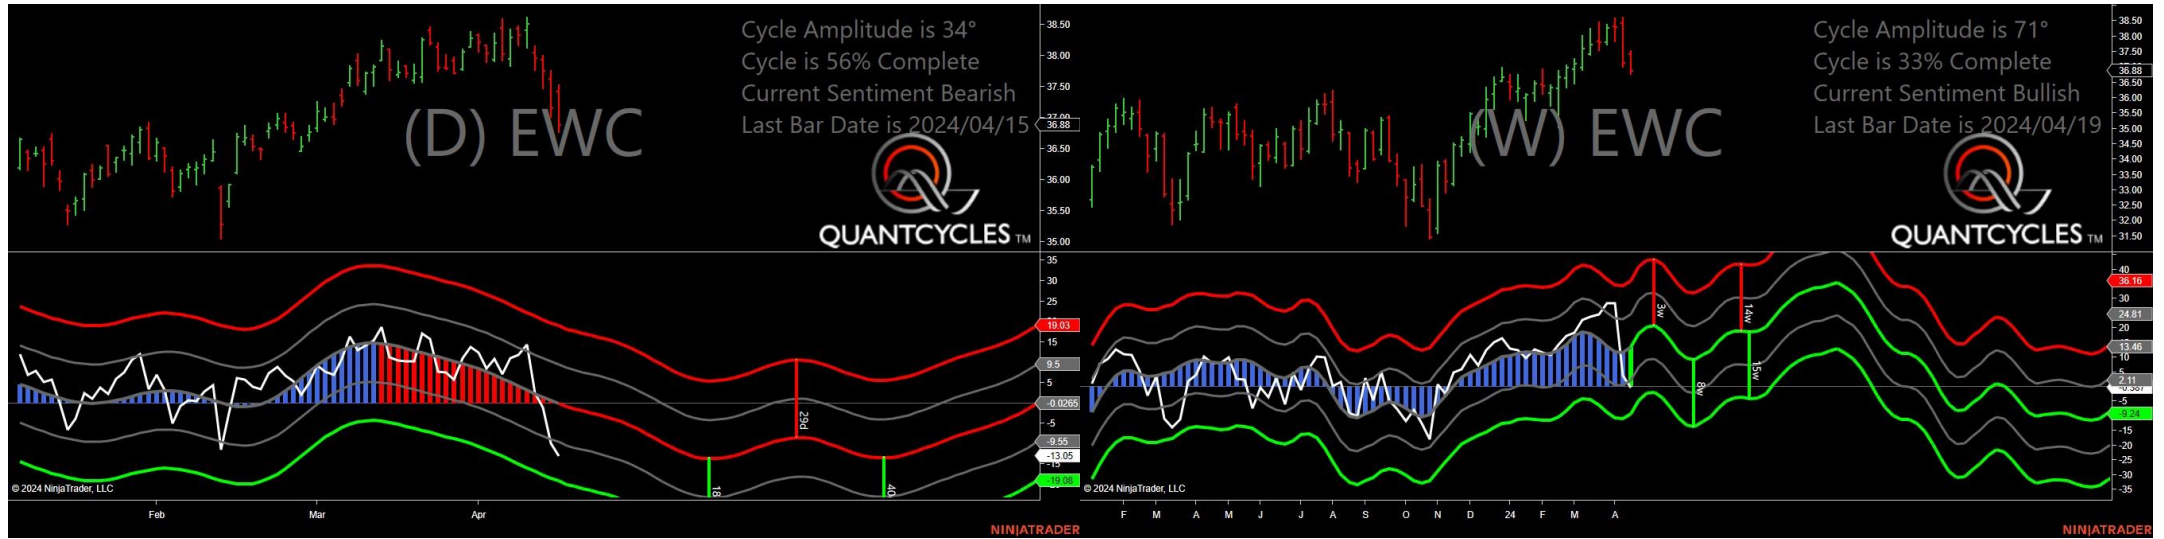 Cycle Amplitude is 34°
Cycle is 56% Complete
Current Sentiment Bearish
Last Bar Date is 2024/04/15
(D) EWC
QUANTCYCLES TM
38.50
38.00
37.50
37.00
36.88
36.50
36.00
35.50
35.00
35
30
25
19.03
15
9.5
5
-0.0265
-5
-9.55
-13.05
-15
-19.08
29d
18
40
© 2024 NinjaTrader, LLC
Feb Mar Apr
NINJATRADER
Cycle Amplitude is 71°
Cycle is 33% Complete
Current Sentiment Bullish
Last Bar Date is 2024/04/19
(W) EWC
QUANTCYCLES TM
38.50
38.00
37.50
36.88
36.50
36.00
35.50
35.00
34.50
34.00
33.50
33.00
32.50
32.00
31.50
40
36.16
30
24.81
20
13.46
10
5
2.11
-0.387
-5
-9.24
-15
-20
-25
-30
-35
3w
14w
8w
15w
© 2024 NinjaTrader, LLC
F M A M J J A S O N D 24 F M A
NINJATRADER